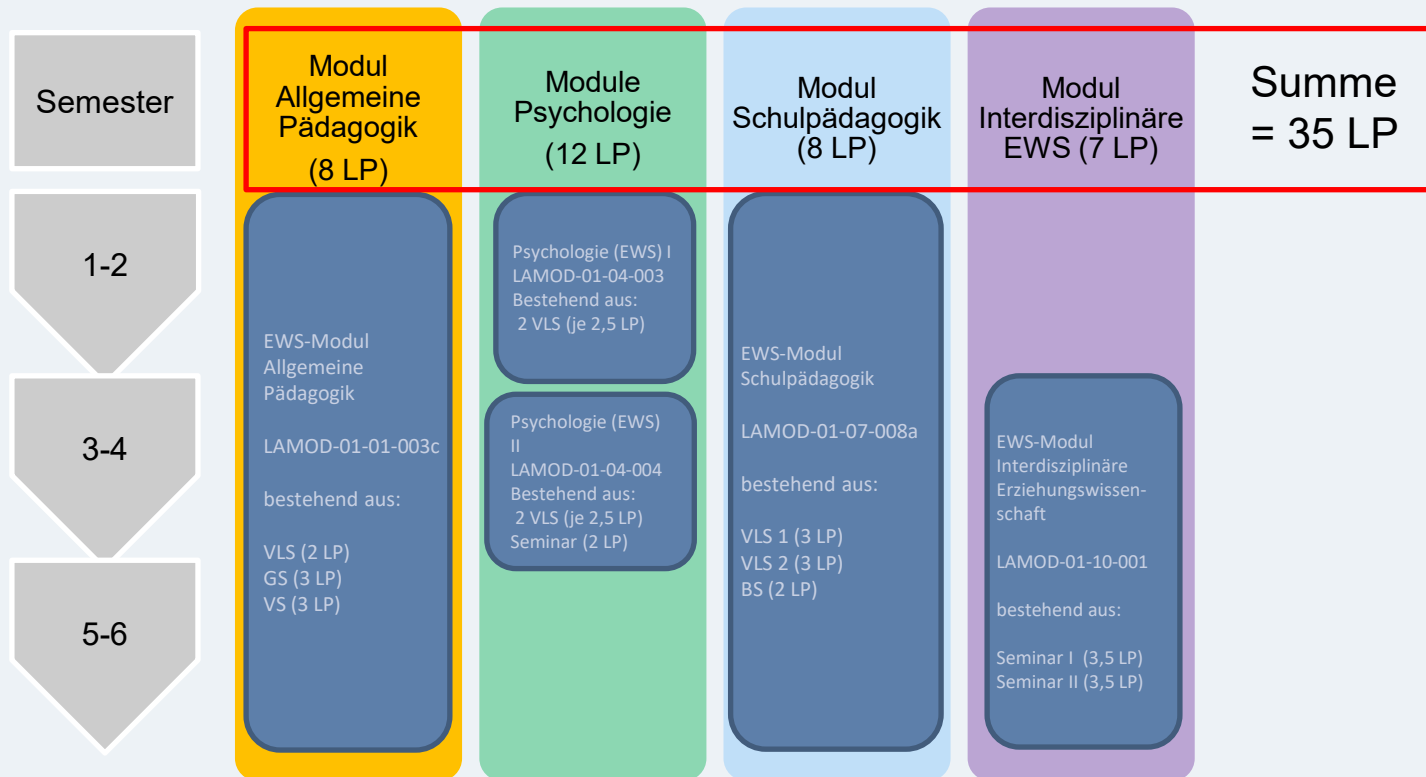 Semester
Modul
Allgemeine
Pädagogik
(8 LP)
Module
Psychologie
(12 LP)
Modul
Schulpädagogik
(8 LP)
Modul
Interdisziplinäre
EWS (7 LP)
Summe
= 35 LP
1-2
3-4
5-6
EWS-Modul
Allgemeine
Pädagogik
LAMOD-01-01-003c
bestehend aus:
VLS (2 LP)
GS (3 LP)
VS (3 LP)
Psychologie (EWS) I
LAMOD-01-04-003
Bestehend aus:
2 VLS (je 2,5 LP)
Psychologie (EWS)
II
LAMOD-01-04-004
Bestehend aus:
2 VLS (je 2,5 LP)
Seminar (2 LP)
EWS-Modul
Schulpädagogik
LAMOD-01-07-008a
bestehend aus:
VLS 1 (3 LP)
VLS 2 (3 LP)
BS (2 LP)
EWS-Modul
Interdisziplinäre
Erziehungswissen-
schaft
LAMOD-01-10-001
bestehend aus:
Seminar I (3,5 LP)
Seminar II (3,5 LP)